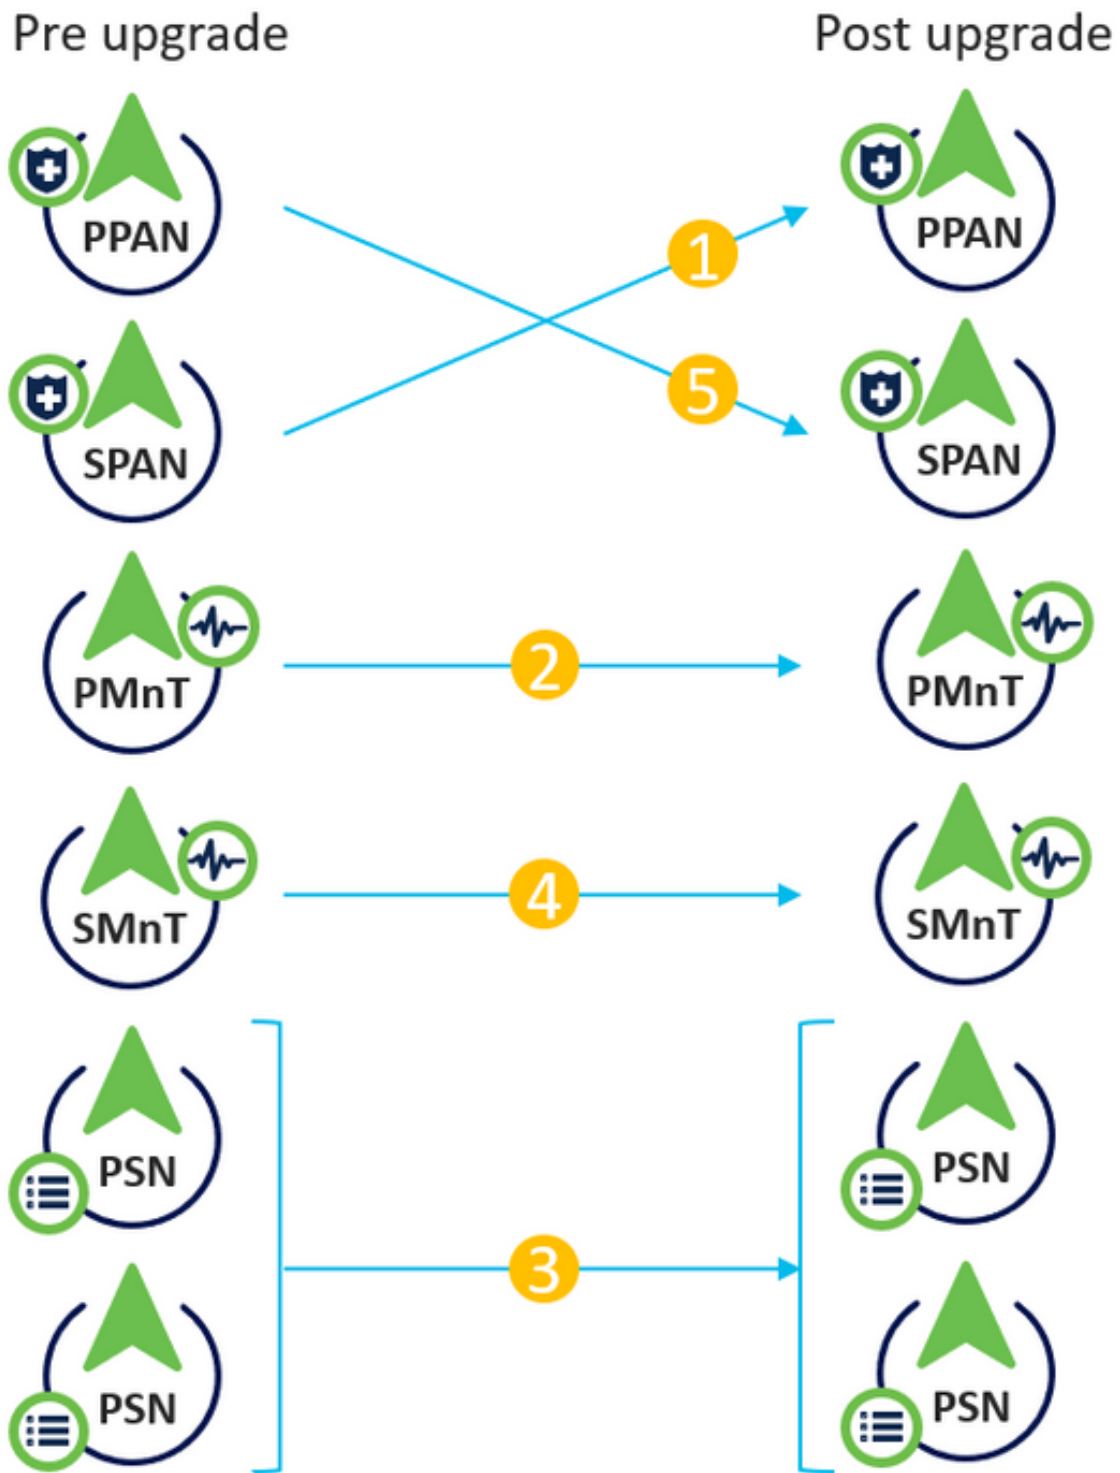 Pre upgrade
Post upgrade
PPAN
1
PPAN
5
SPAN
SPAN
PMnT
2
PMnT
SMnT
4
SMnT
PSN
PSN
3
PSN
PSN